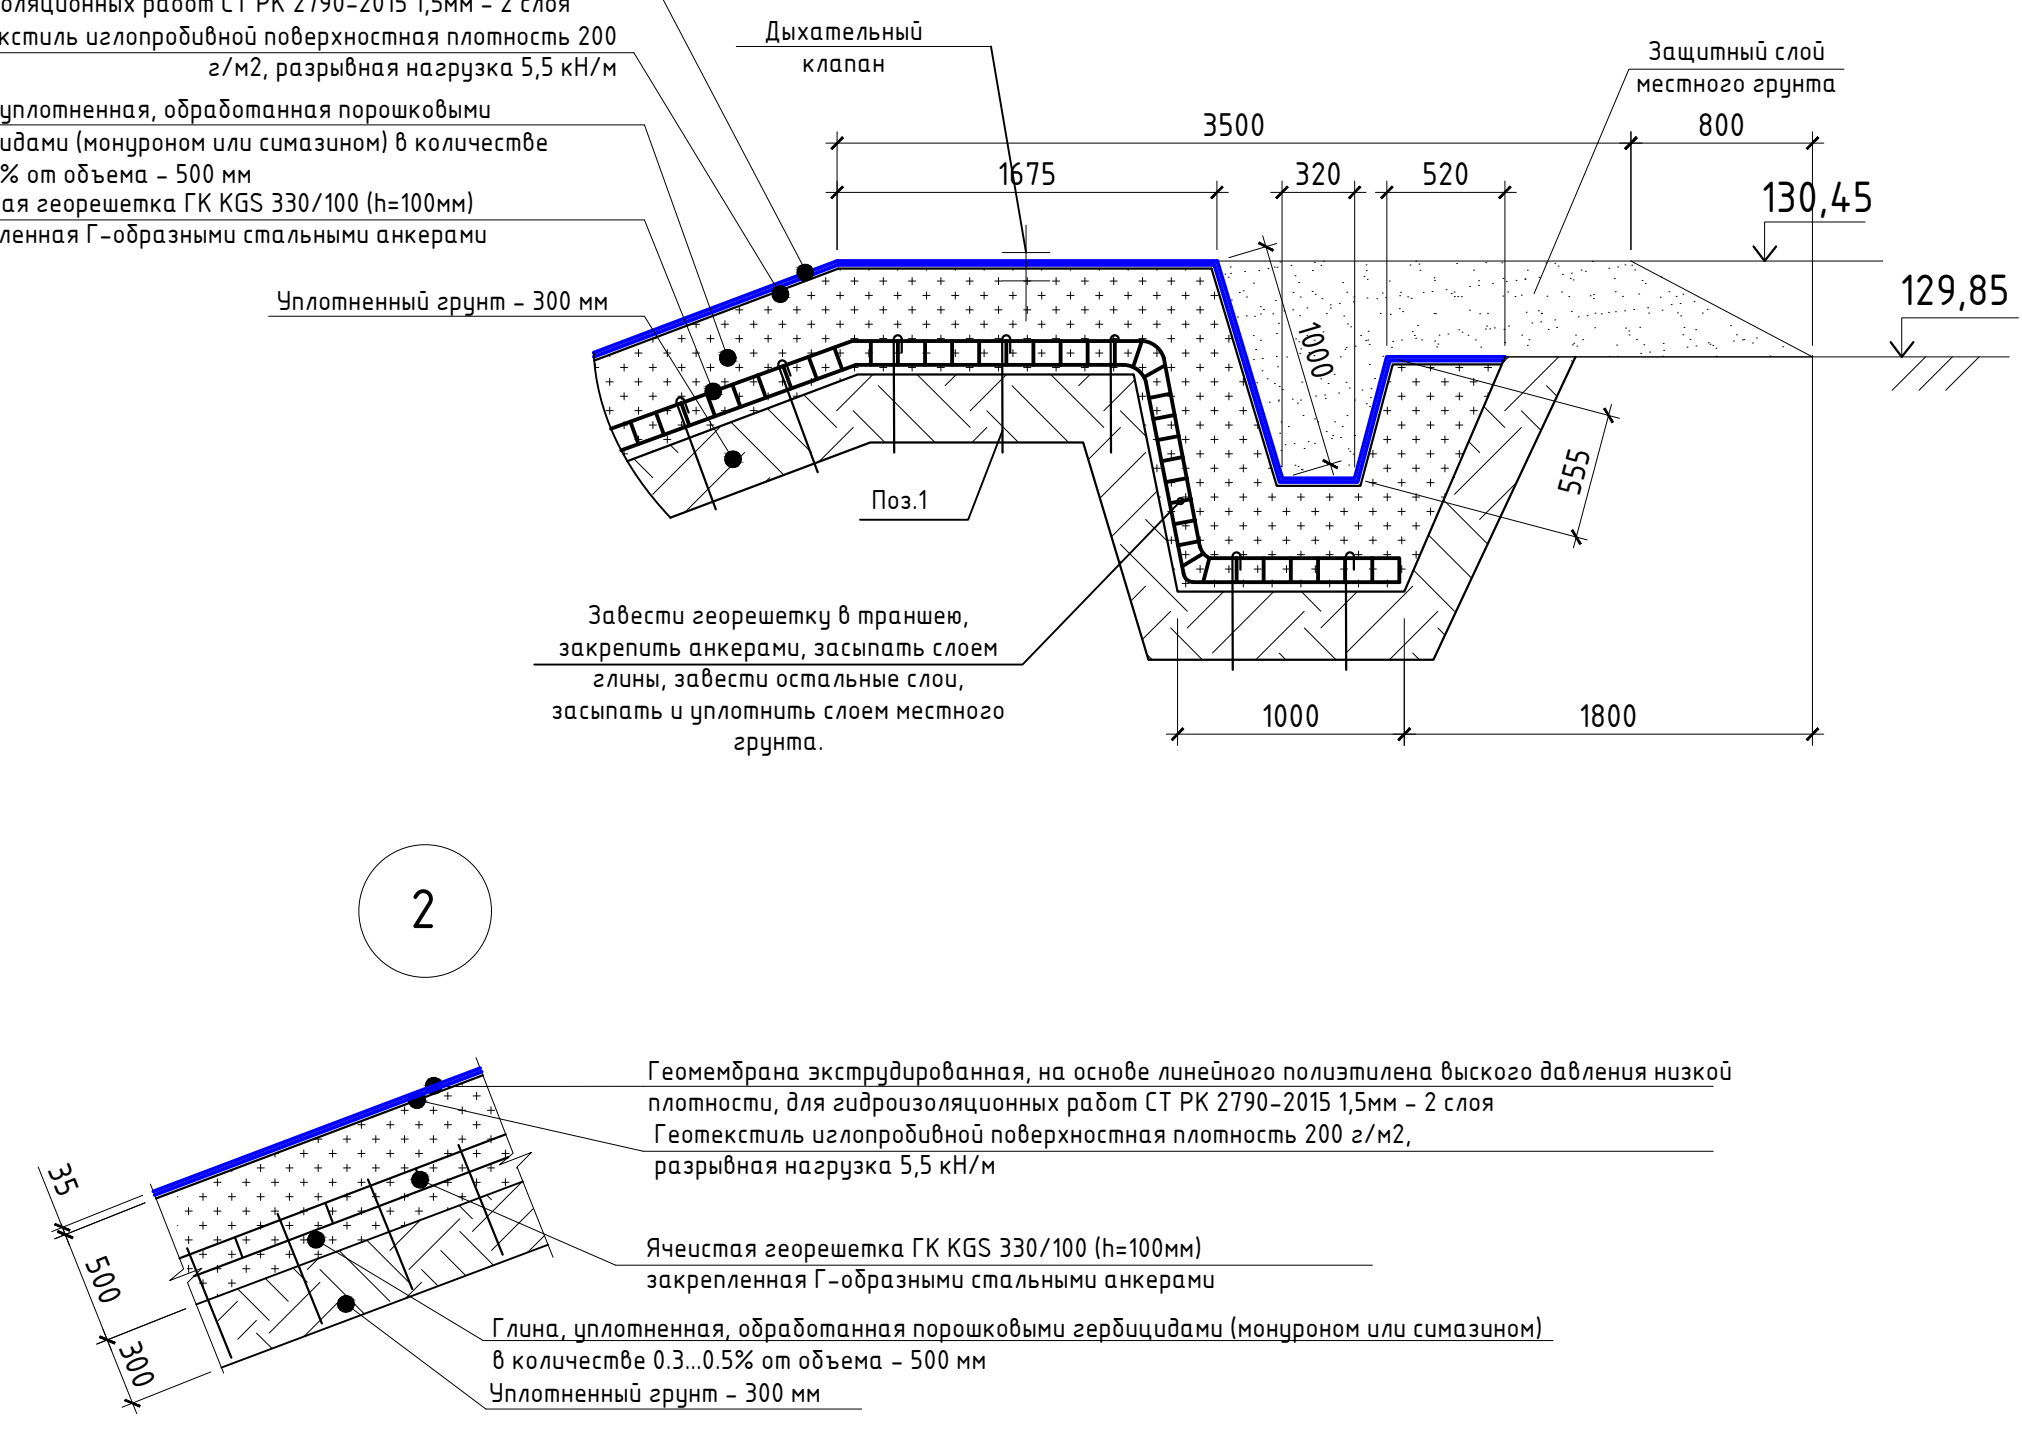 оляционных работ СТ РК 2790-2015 1,5мм - 2 слоя
кстиль иглопробивной поверхностная плотность 200
г/м2, разрывная нагрузка 5,5 кН/м
уплотненная, обработанная порошковыми
идами (монуроном или симазином) в количестве
% от объема - 500 мм
ая георешетка ГК KGS 330/100 (h=100мм)
ленная Г-образными стальными анкерами
Уплотненный грунт - 300 мм
Дыхательный
клапан
Защитный слой
местного грунта
3500
800
1675
320
520
130,45
129,85
1000
555
Поз.1
Завести георешетку в траншею,
закрепить анкерами, засыпать слоем
глины, завести остальные слои,
засыпать и уплотнить слоем местного
грунта.
1000
1800
2
Геомембрана экструдированная, на основе линейного полиэтилена выского давления низкой
плотности, для гидроизоляционных работ СТ РК 2790-2015 1,5мм - 2 слоя
Геотекстиль иглопробивной поверхностная плотность 200 г/м2,
разрывная нагрузка 5,5 кН/м
35
500
300
Ячеистая георешетка ГК KGS 330/100 (h=100мм)
закрепленная Г-образными стальными анкерами
Глина, уплотненная, обработанная порошковыми гербицидами (монуроном или симазином)
в количестве 0.3...0.5% от объема - 500 мм
Уплотненный грунт - 300 мм